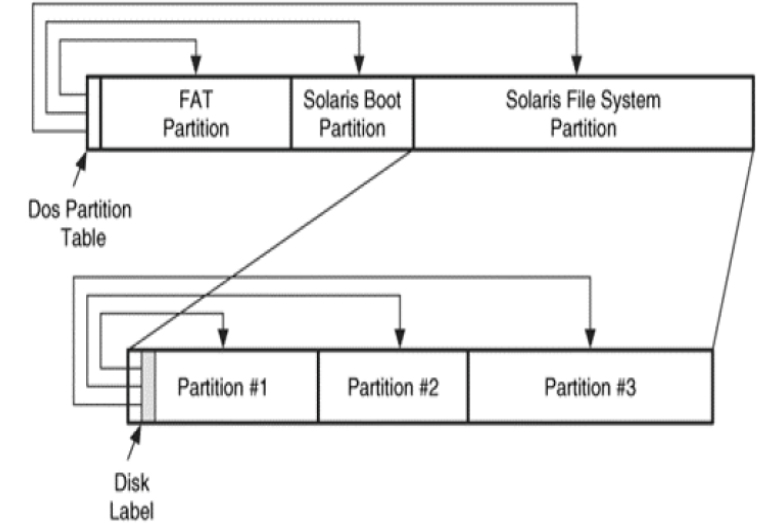 FAT
Partition
Solaris Boot
Partition
Solaris File System
Partition
Dos Partition
Table
Partition #1
Partition #2
Partition #3
Disk
Label